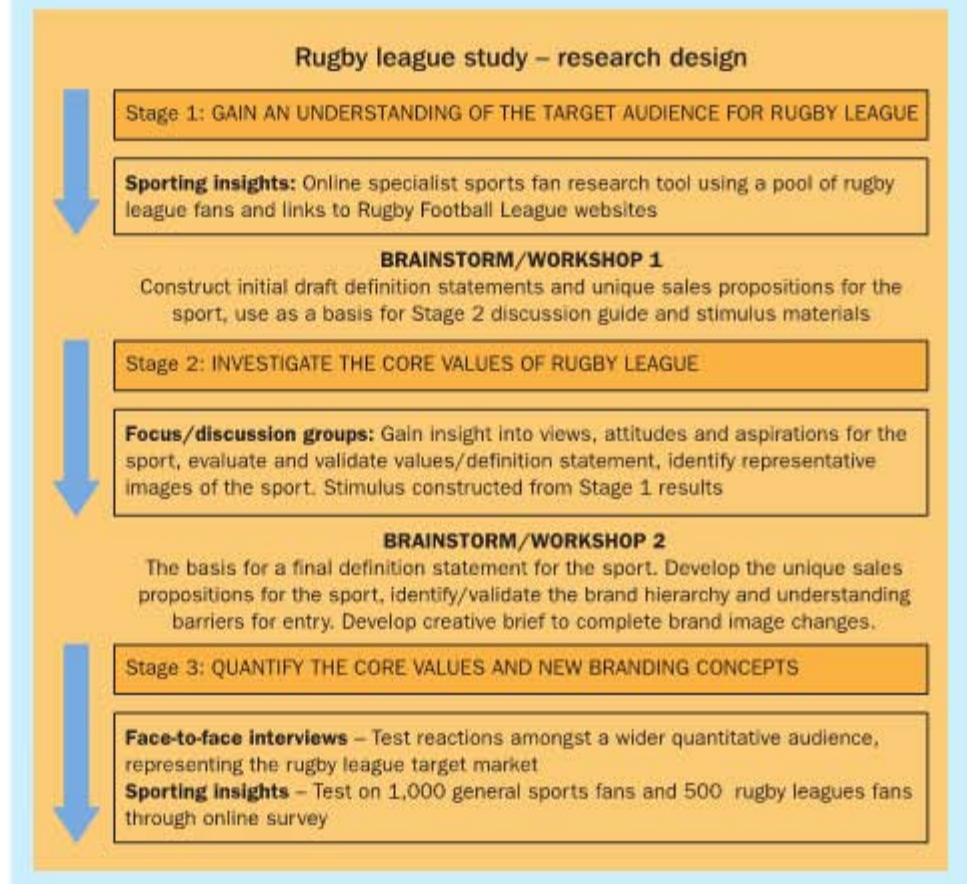 Rugby league study – research design
Stage 1: GAIN AN UNDERSTANDING OF THE TARGET AUDIENCE FOR RUGBY LEAGUE
Sporting insights: Online specialist sports fan research tool using a pool of rugby
league fans and links to Rugby Football League websites
BRAINSTORM/WORKSHOP 1
Construct initial draft definition statements and unique sales propositions for the
sport, use as a basis for Stage 2 discussion guide and stimulus materials
Stage 2: INVESTIGATE THE CORE VALUES OF RUGBY LEAGUE
Focus/discussion groups: Gain insight into views, attitudes and aspirations for the
sport, evaluate and validate values/definition statement, identify representative
images of the sport. Stimulus constructed from Stage 1 results
BRAINSTORM/WORKSHOP 2
The basis for a final definition statement for the sport. Develop the unique sales
propositions for the sport, identify/validate the brand hierarchy and understanding
barriers for entry. Develop creative brief to complete brand image changes.
Stage 3: QUANTIFY THE CORE VALUES AND NEW BRANDING CONCEPTS
Face-to-face interviews – Test reactions amongst a wider quantitative audience,
representing the rugby league target market
Sporting insights – Test on 1,000 general sports fans and 500 rugby leagues fans
through online survey